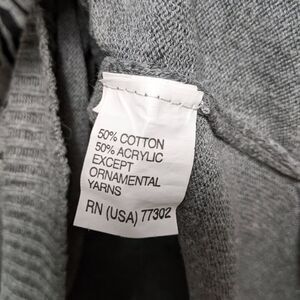 50% COTTON
50% ACRYLIC
EXCEPT
ORNAMENTAL
YARNS
RN (USA) 77302